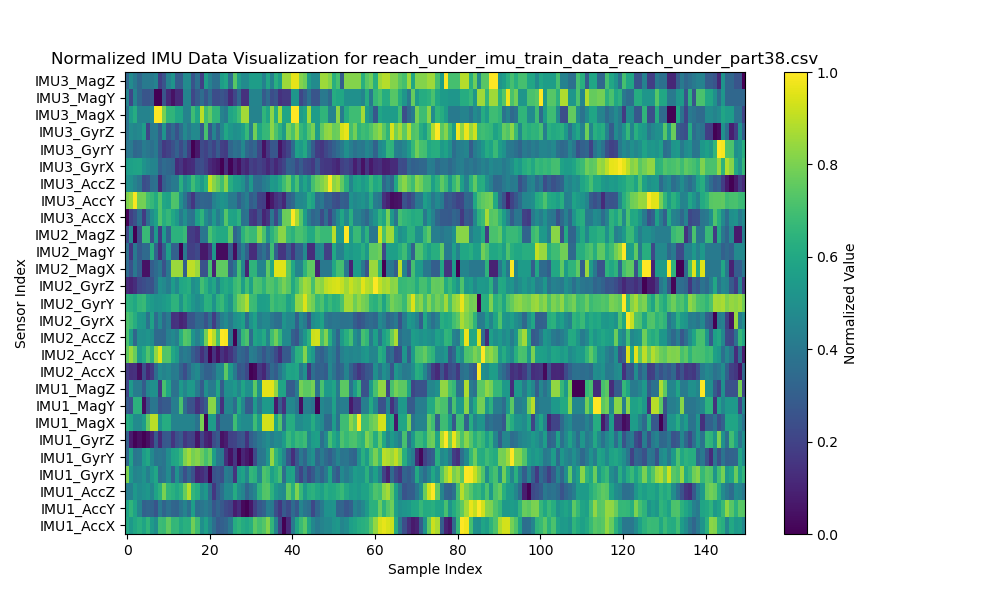 Normalized IMU Data Visualization for reach_under_imu_train_data_reach_under_part38.csv
IMU3_MagZ
IMU3_MagY
IMU3_MagX
IMU3_GyrZ
IMU3_GyrY
IMU3_GyrX
IMU3_AccZ
IMU3_AccY
IMU3_AccX
IMU2_MagZ
IMU2_MagY
IMU2_MagX
IMU2_GyrZ
IMU2_GyrY
IMU2_GyrX
IMU2_AccZ
IMU2_AccY
IMU2_AccX
IMU1_MagZ
IMU1_MagY
IMU1_MagX
IMU1_GyrZ
IMU1_GyrY
IMU1_GyrX
IMU1_AccZ
IMU1_AccY
IMU1_AccX
Sensor Index
0 20 40 60 80 100 120 140
Sample Index
1.0
0.8
0.6
0.4
0.2
0.0
Normalized Value